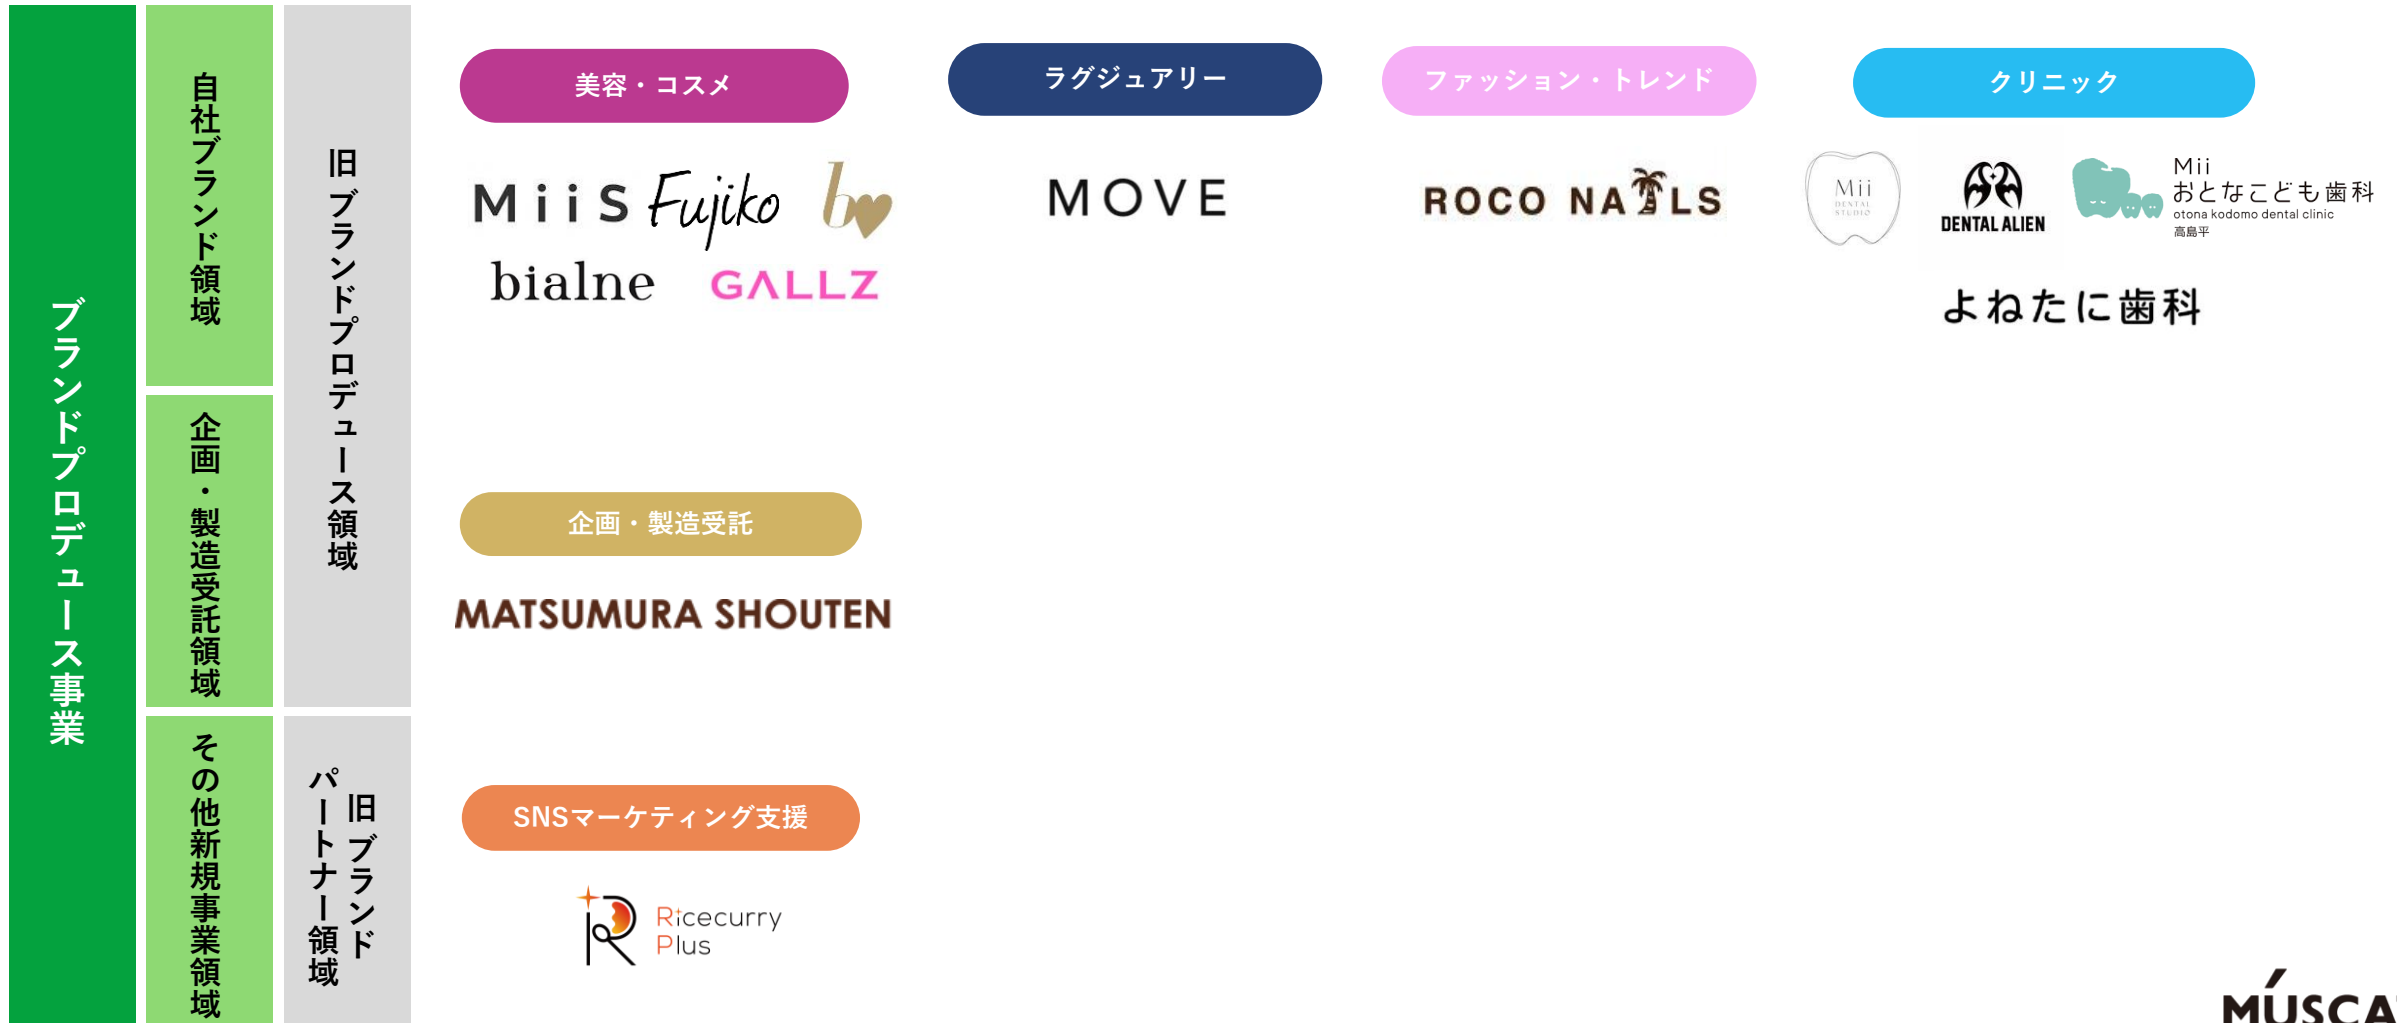 ブランドプロデュース事業
自社ブランド領域
企画・製造受託領域
その他新規事業領域
旧 ブランドプロデュース領域
旧 ブランド
パートナー領域
美容・コスメ
MiiS
Fujiko
b
bialne
GALLZ
ラグジュアリー
MOVE
ファッション・トレンド
ROCO NAILS
クリニック
Mii
DENTAL
STUDIO
DENTAL ALIEN
Mii
おとなこども歯科
otona kodomo dental clinic
高島平
よねたに歯科
企画・製造受託
MATSUMURA SHOUTEN
SNSマーケティング支援
Ricecurry
Plus
MÚSCA